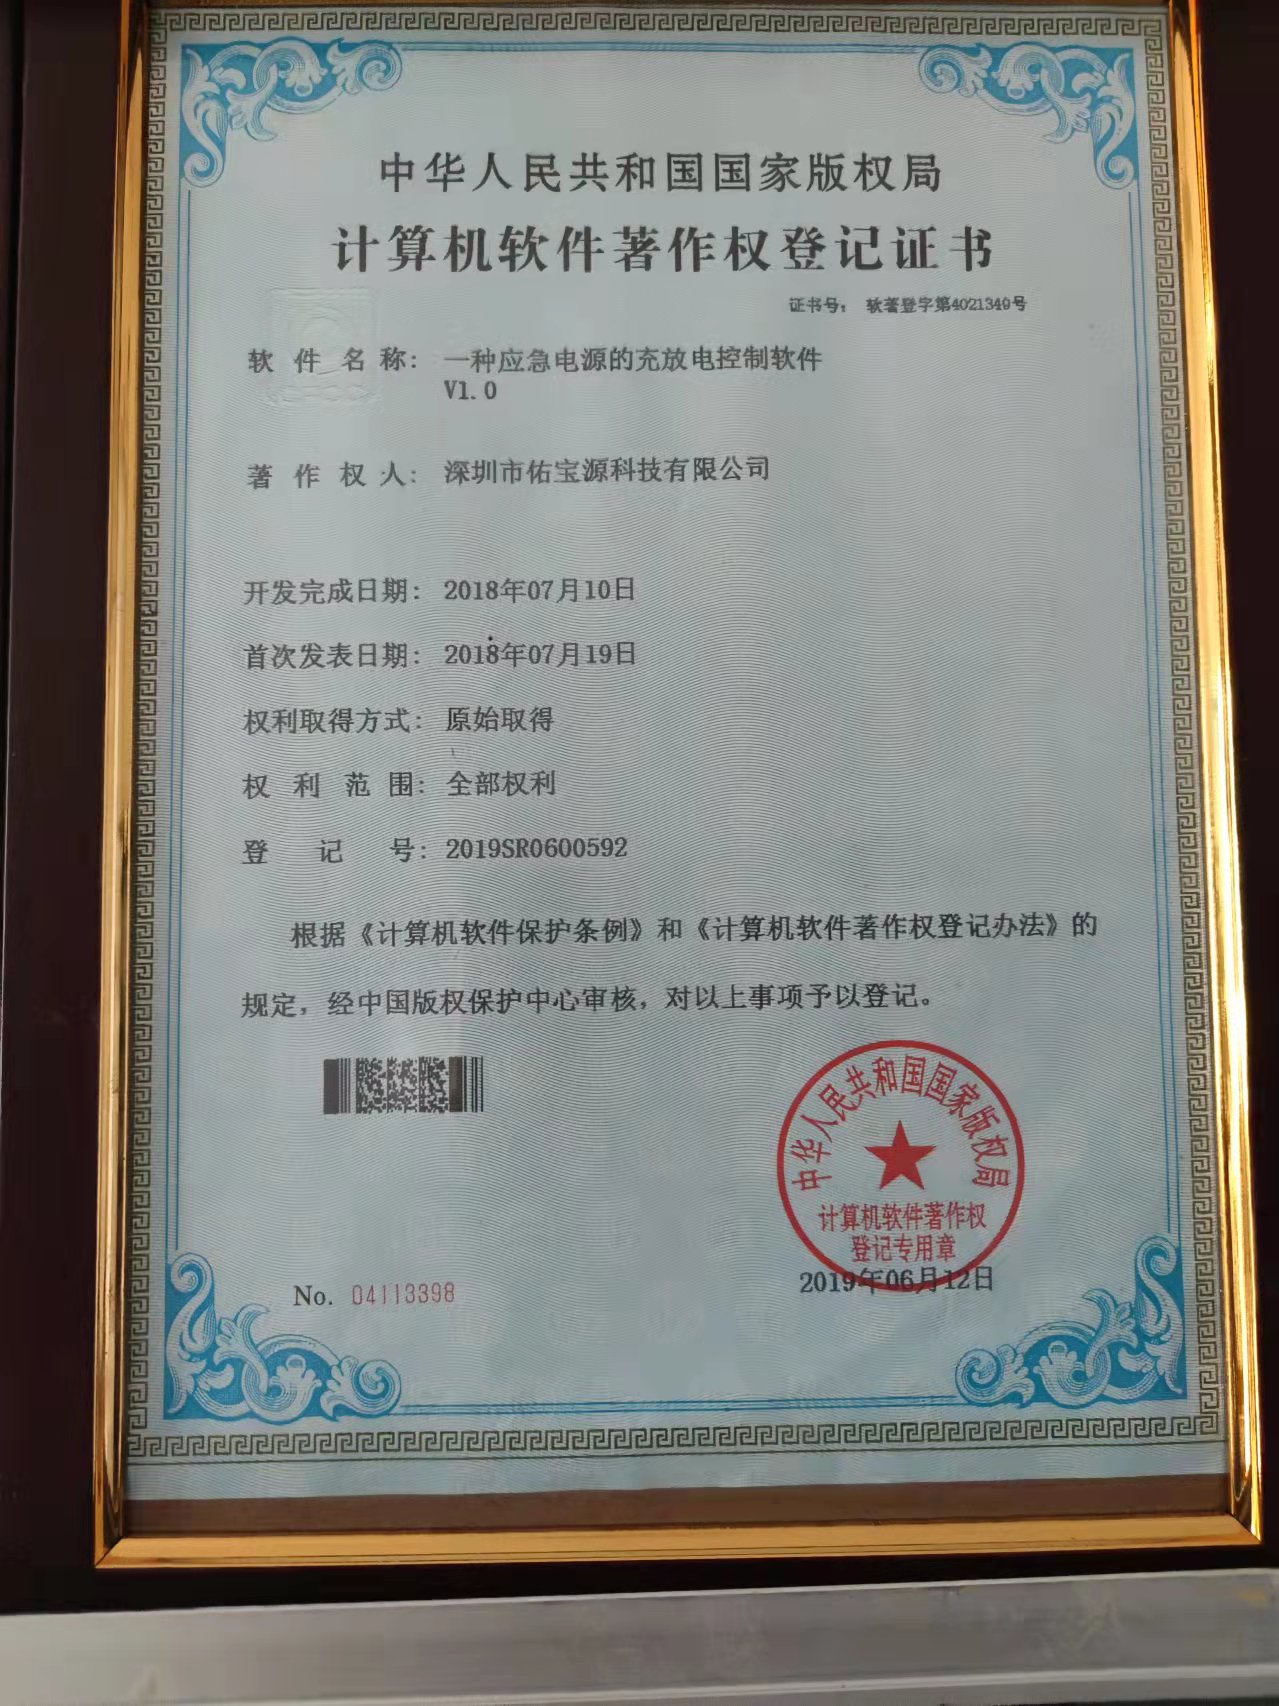 中华人民共和国国家版权局
计算机软件著作权登记证书
证书号： 软著登字第4021349号
软件名称： 一种应急电源的充放电控制软件
V1.0
著作权人： 深圳市佑宝源科技有限公司
开发完成日期： 2018年07月10日
首次发表日期： 2018年07月19日
权利取得方式： 原始取得
权利范围： 全部权利
登记号： 2019SR0600592
根据《计算机软件保护条例》和《计算机软件著作权登记办法》的
规定，经中国版权保护中心审核，对以上事项予以登记。
中华人民共和国国家版权局
计算机软件著作权
登记专用章
No. 04113398
2019年06月12日